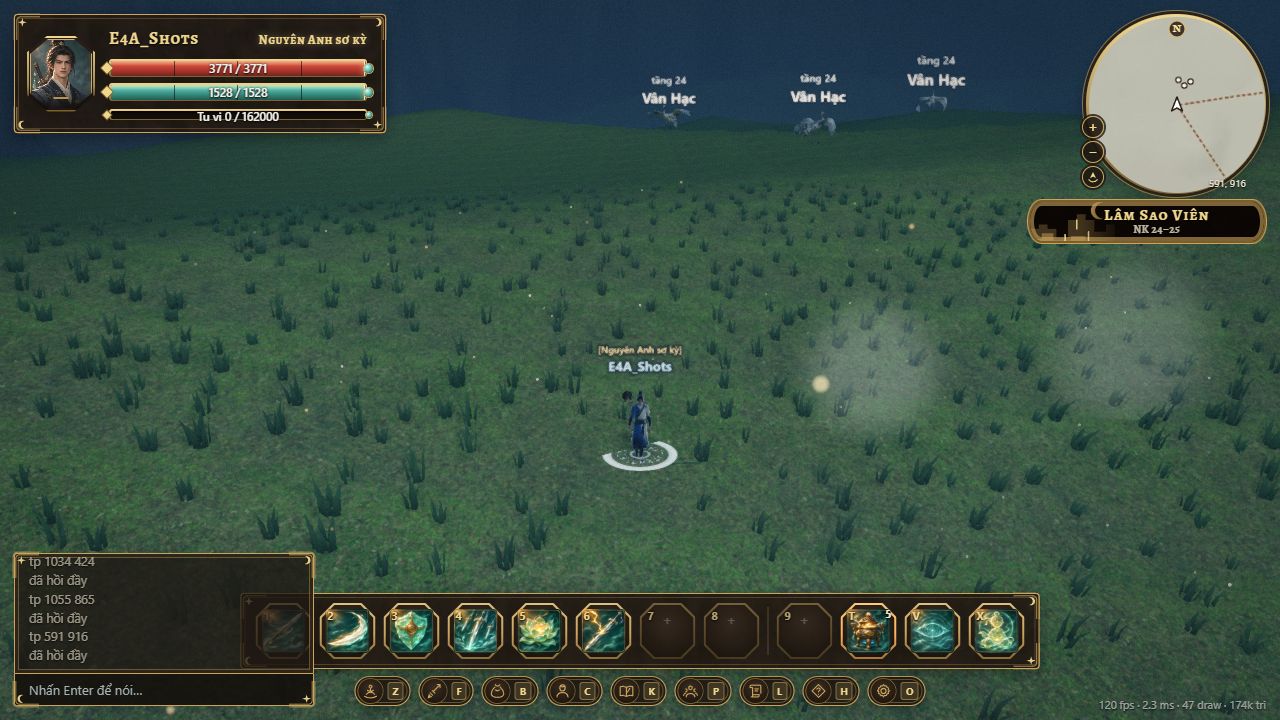 E4A_Shots
Nguyên Anh sơ kỳ
3771 / 3771
1528 / 1528
Tu vi 0 / 162000
tầng 24
Vân Hạc
tầng 24
Vân Hạc
tầng 24
Vân Hạc
N
+
−
591, 916
Lâm Sao Viên
NK 24–25
[Nguyên Anh sơ kỳ]
E4A_Shots
tp 1034 424
đã hồi đầy
tp 1055 865
đã hồi đầy
tp 591 916
đã hồi đầy
Nhấn Enter để nói...
2 3 4 5 6 7 8 9 T 5 V X
Z F B C K P L H O
120 fps · 2.3 ms · 47 draw · 174k tri